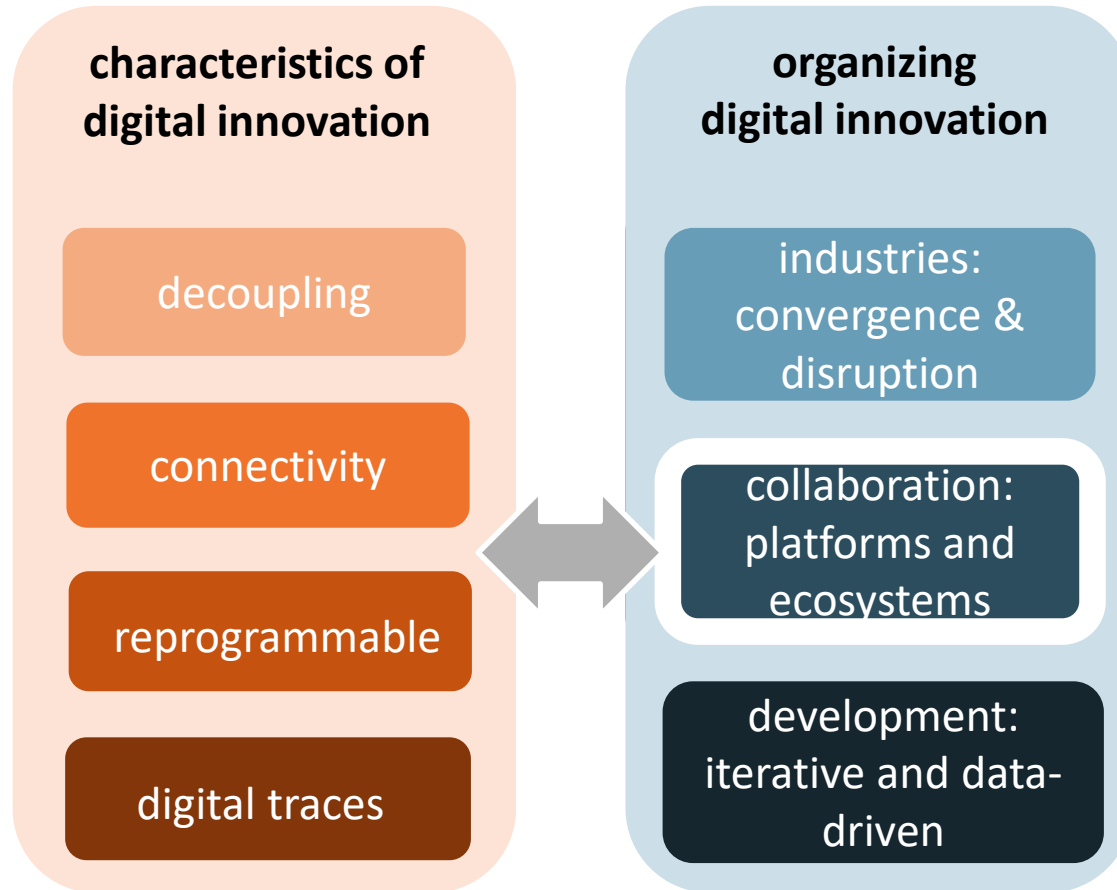 characteristics of
digital innovation
decoupling
connectivity
reprogrammable
digital traces
organizing
digital innovation
industries:
convergence &
disruption
collaboration:
platforms and
ecosystems
development:
iterative and data-
driven